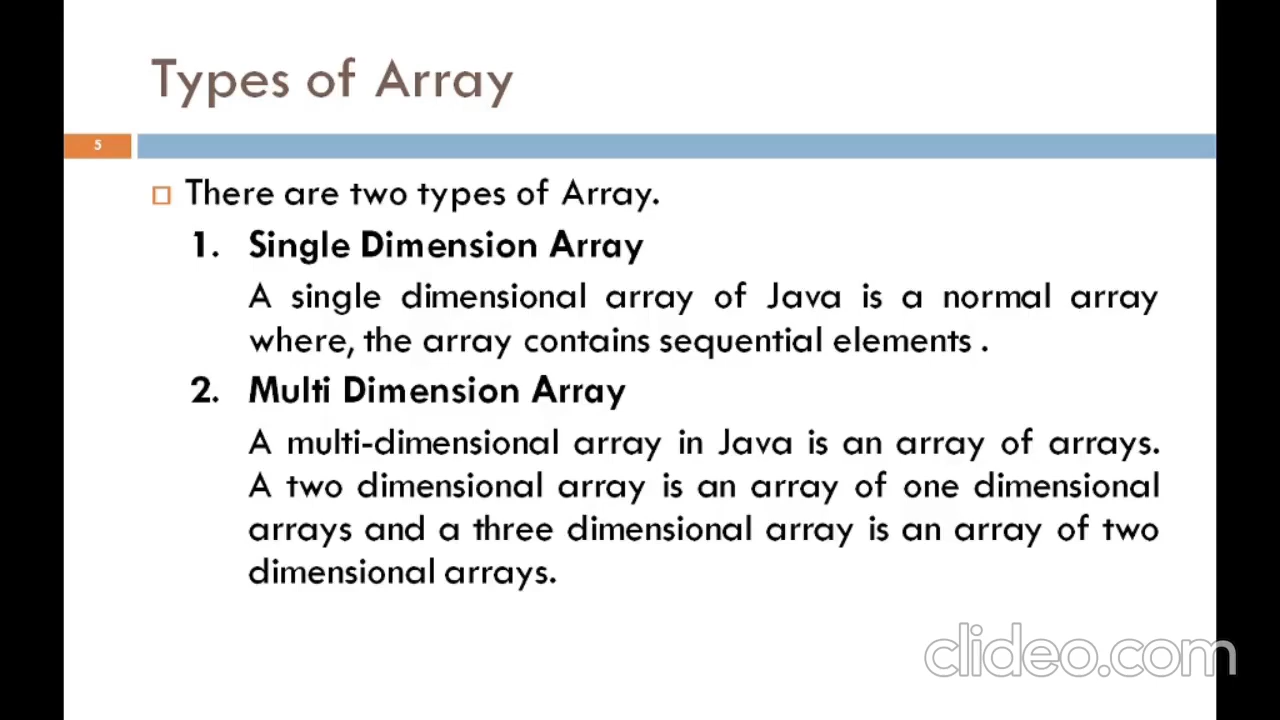 Types of Array
5
There are two types of Array.
1. Single Dimension Array
A single dimensional array of Java is a normal array
where, the array contains sequential elements .
2. Multi Dimension Array
A multi-dimensional array in Java is an array of arrays.
A two dimensional array is an array of one dimensional
arrays and a three dimensional array is an array of two
dimensional arrays.
clideo.com